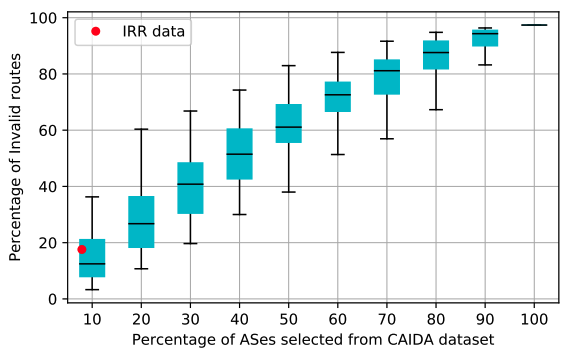 100
80
60
40
20
0
Percentage of Invalid routes
IRR data
10 20 30 40 50 60 70 80 90 100
Percentage of ASes selected from CAIDA dataset